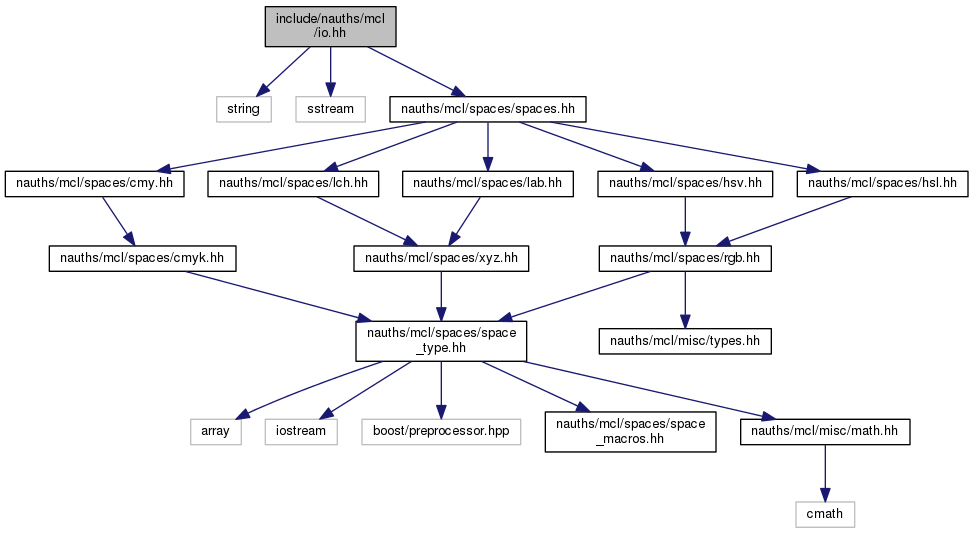 include/nauths/mcl
/io.hh
string
sstream
nauths/mcl/spaces/spaces.hh
nauths/mcl/spaces/cmy.hh
nauths/mcl/spaces/lch.hh
nauths/mcl/spaces/lab.hh
nauths/mcl/spaces/hsv.hh
nauths/mcl/spaces/hsl.hh
nauths/mcl/spaces/cmyk.hh
nauths/mcl/spaces/xyz.hh
nauths/mcl/spaces/rgb.hh
nauths/mcl/spaces/space
_type.hh
nauths/mcl/misc/types.hh
array
iostream
boost/preprocessor.hpp
nauths/mcl/spaces/space
_macros.hh
nauths/mcl/misc/math.hh
cmath